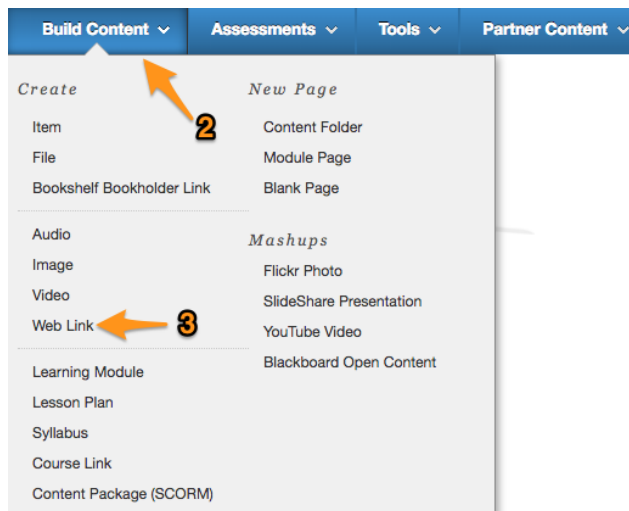 Build Content
Assessments
Tools
Partner Content
2
Create
Item
File
Bookshelf Bookholder Link
Audio
Image
Video
Web Link
3
Learning Module
Lesson Plan
Syllabus
Course Link
Content Package (SCORM)
New Page
Content Folder
Module Page
Blank Page
Mashups
Flickr Photo
SlideShare Presentation
YouTube Video
Blackboard Open Content